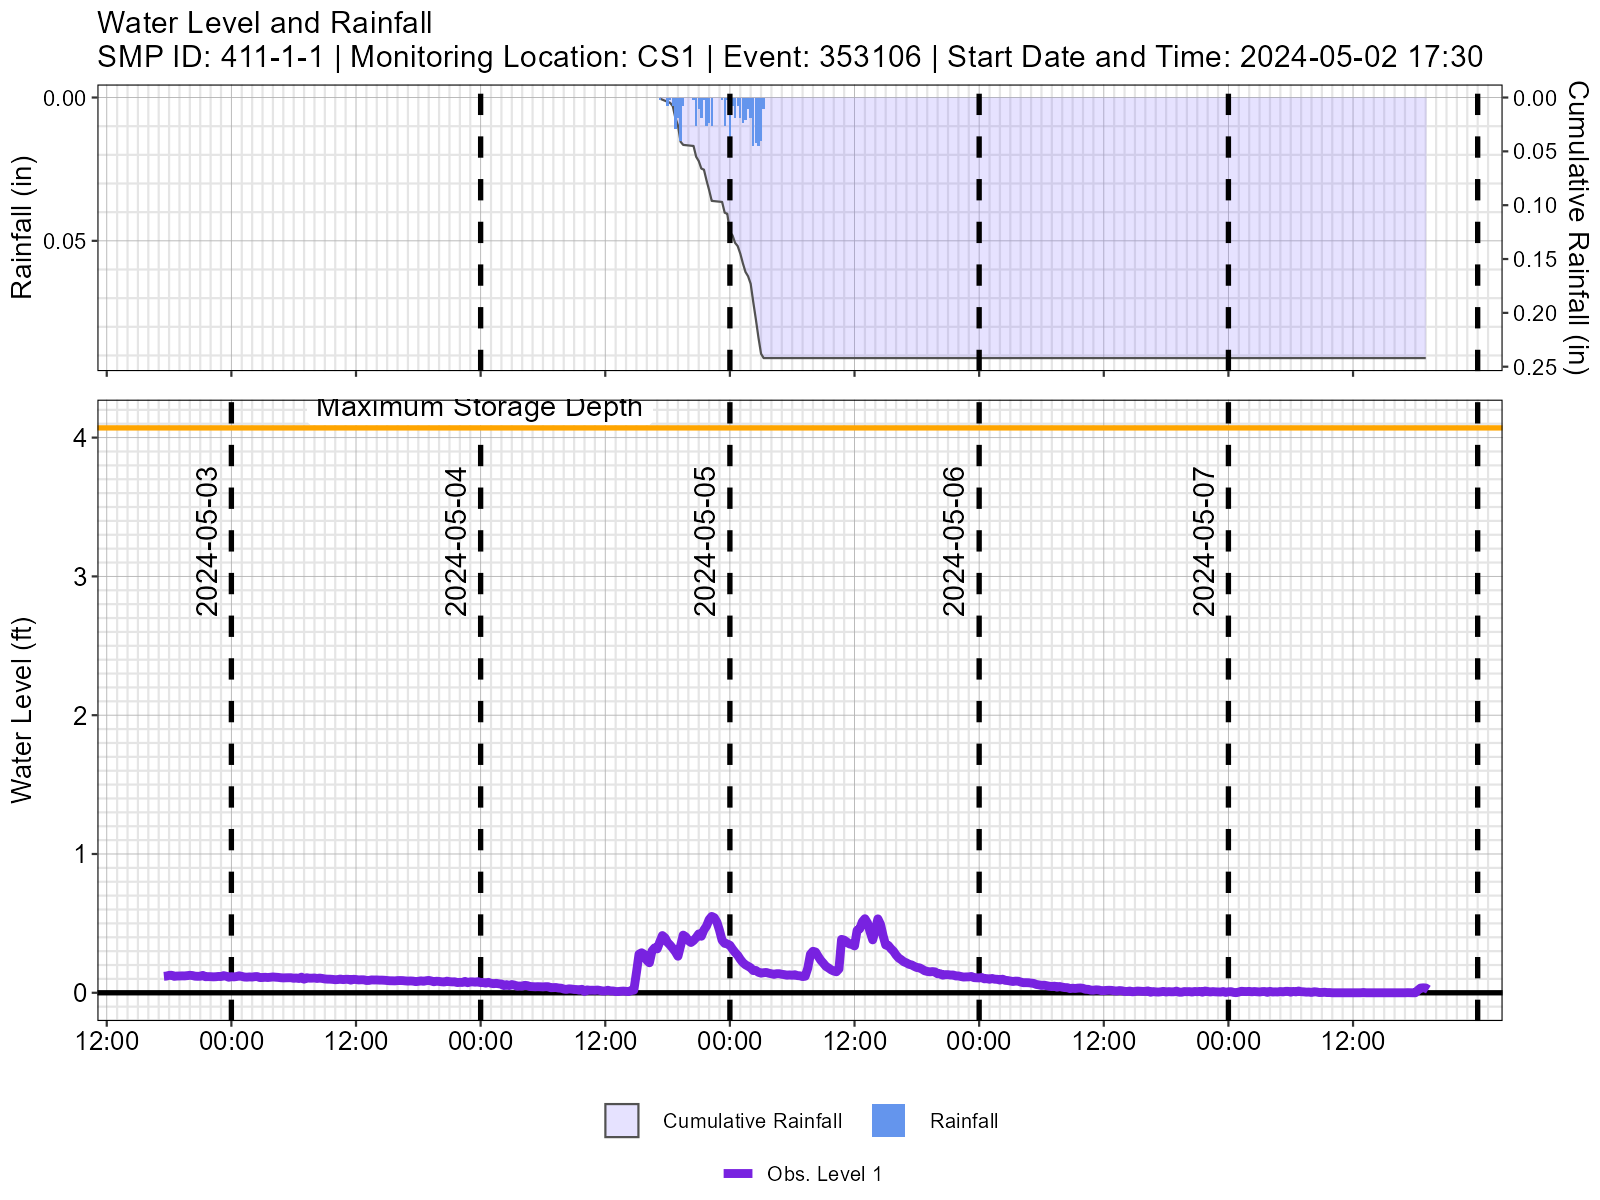 Water Level and Rainfall
SMP ID: 411-1-1 | Monitoring Location: CS1 | Event: 353106 | Start Date and Time: 2024-05-02 17:30
Rainfall (in)
0.00
0.05
Cumulative Rainfall (in)
0.00
0.05
0.10
0.15
0.20
0.25
Maximum Storage Depth
Water Level (ft)
4
3
2
1
0
2024-05-03
2024-05-04
2024-05-05
2024-05-06
2024-05-07
12:00 00:00 12:00 00:00 12:00 00:00 12:00 00:00 12:00 00:00 12:00
Cumulative Rainfall
Rainfall
Obs. Level 1